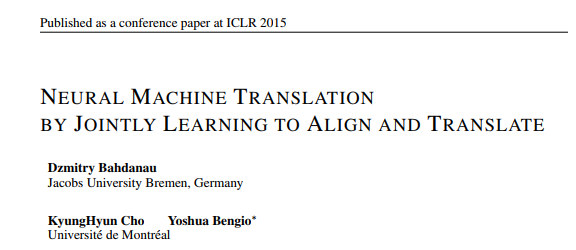 Published as a conference paper at ICLR 2015
NEURAL MACHINE TRANSLATION
BY JOINTLY LEARNING TO ALIGN AND TRANSLATE
Dzmitry Bahdanau
Jacobs University Bremen, Germany
KyungHyun Cho Yoshua Bengio*
Université de Montréal